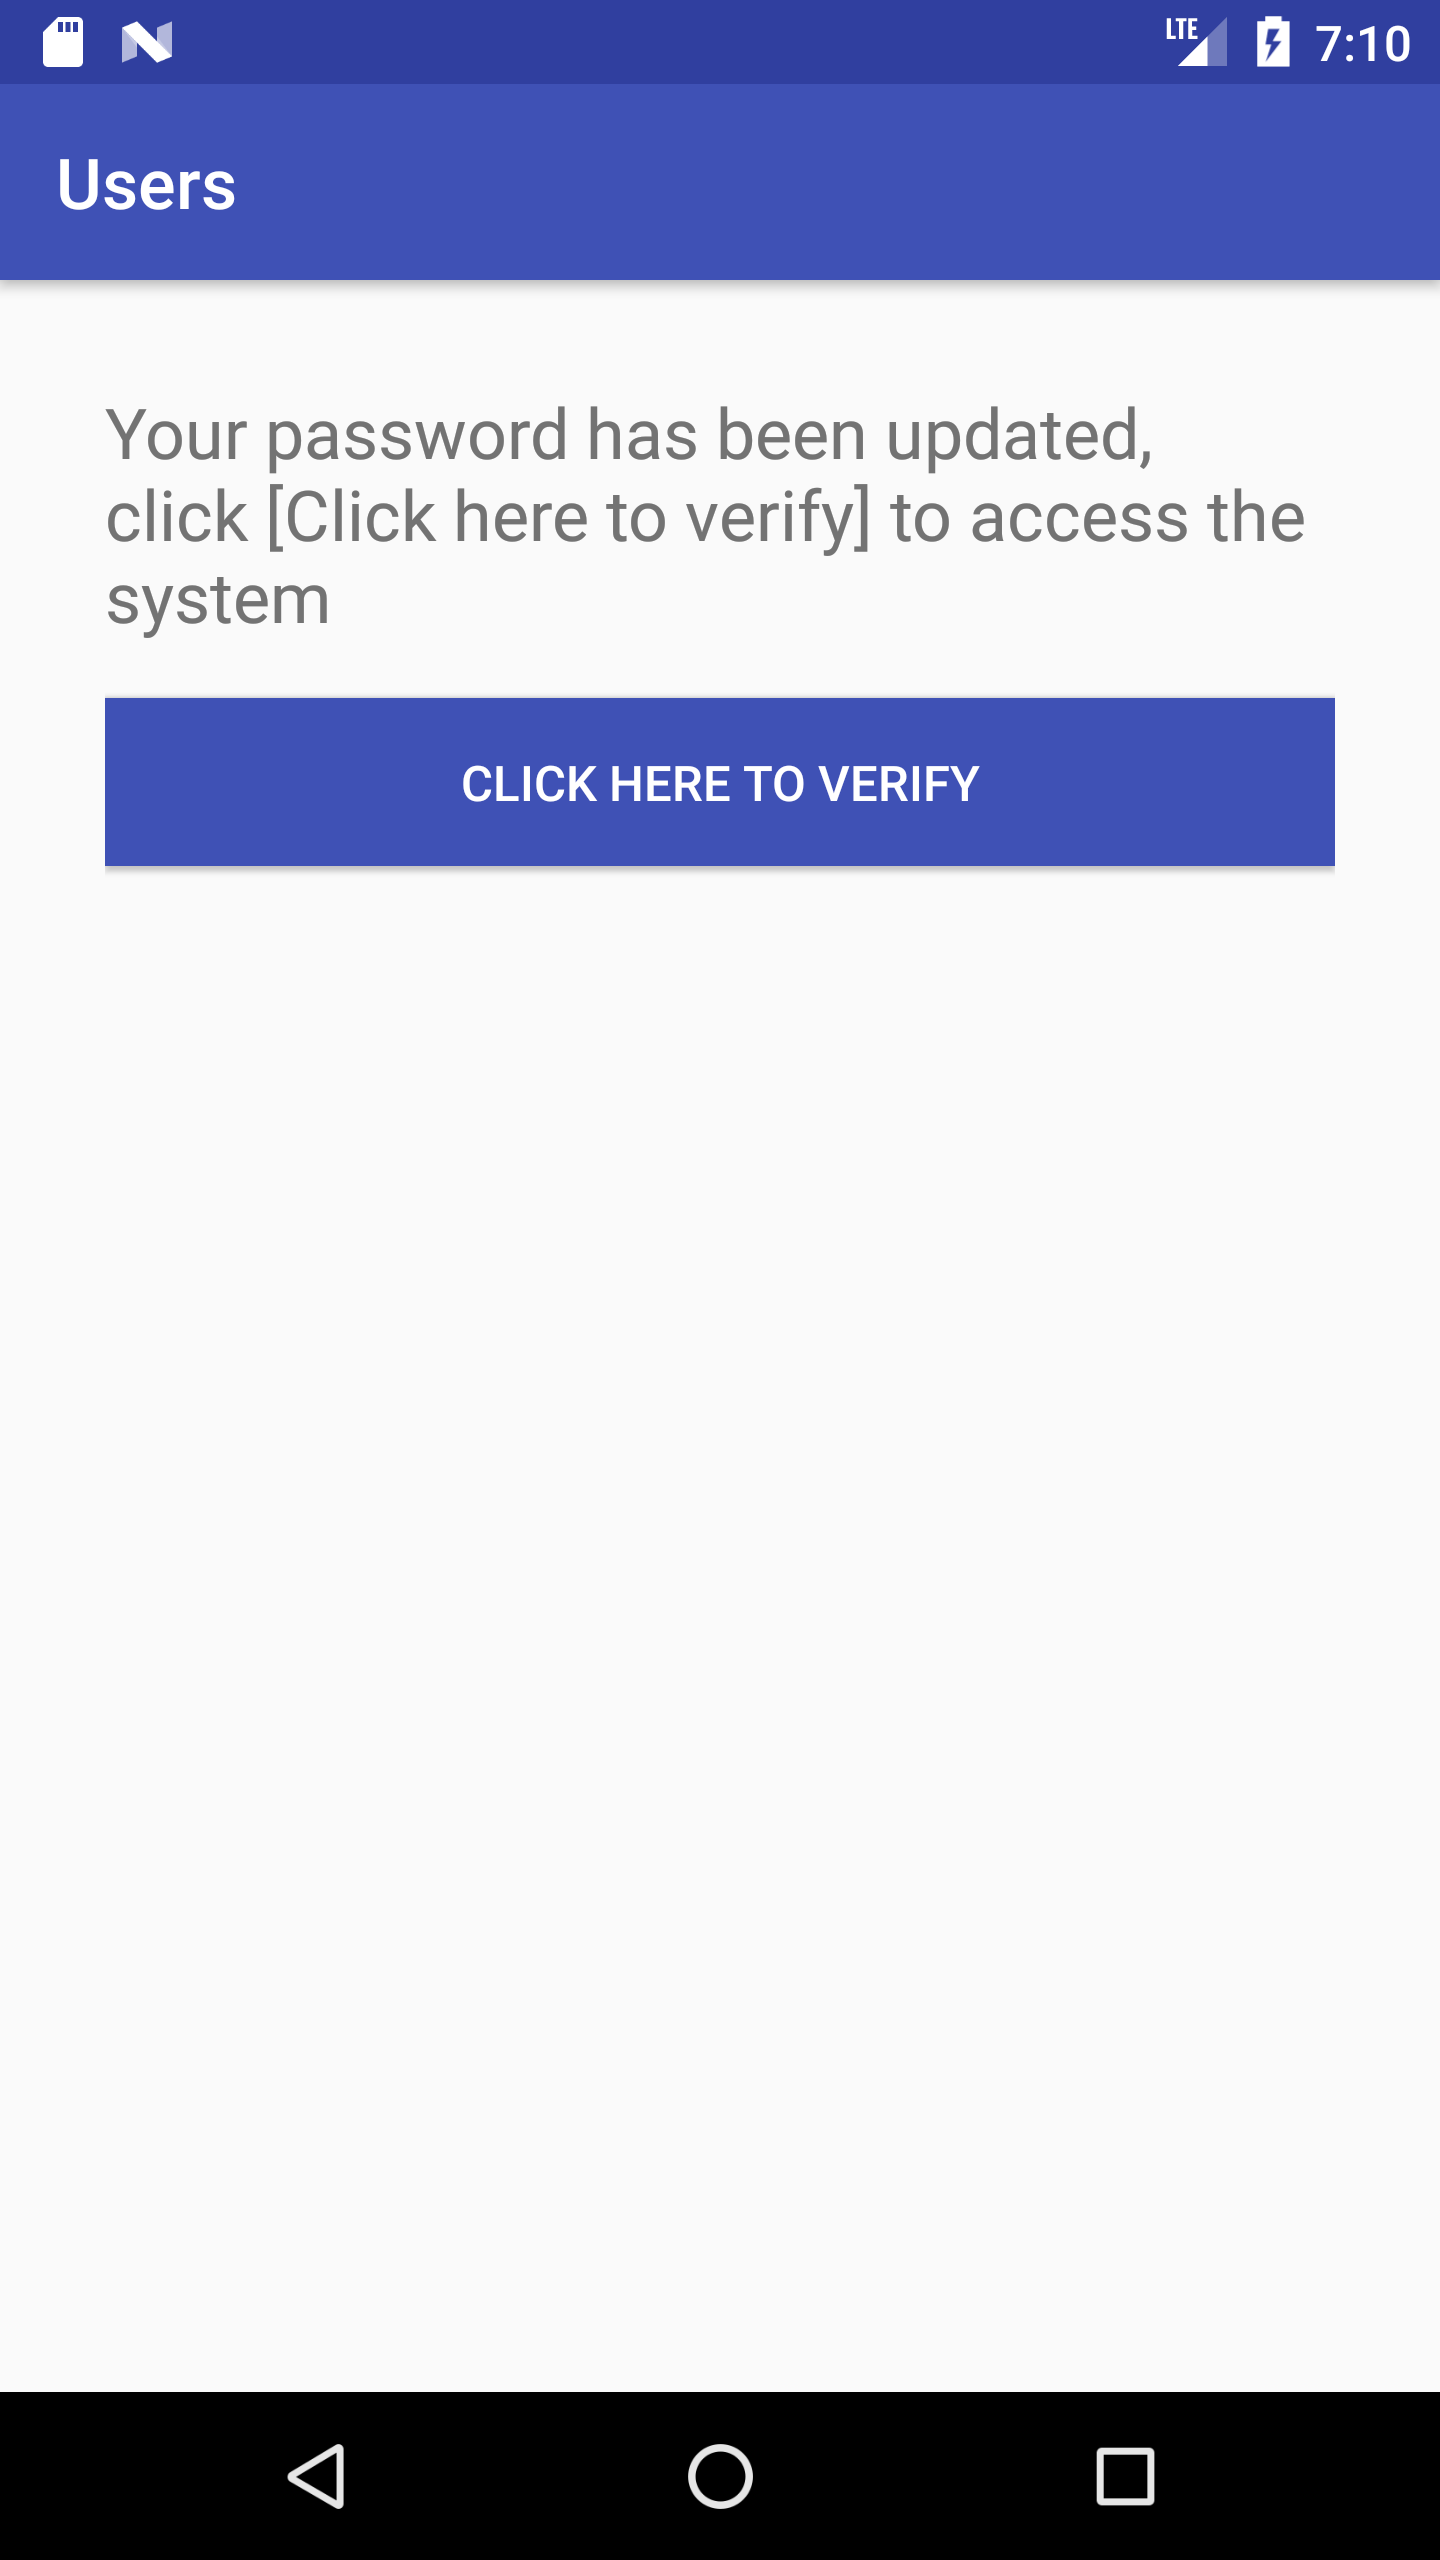 LTE 7:10
Users
Your password has been updated,
click [Click here to verify] to access the
system
CLICK HERE TO VERIFY